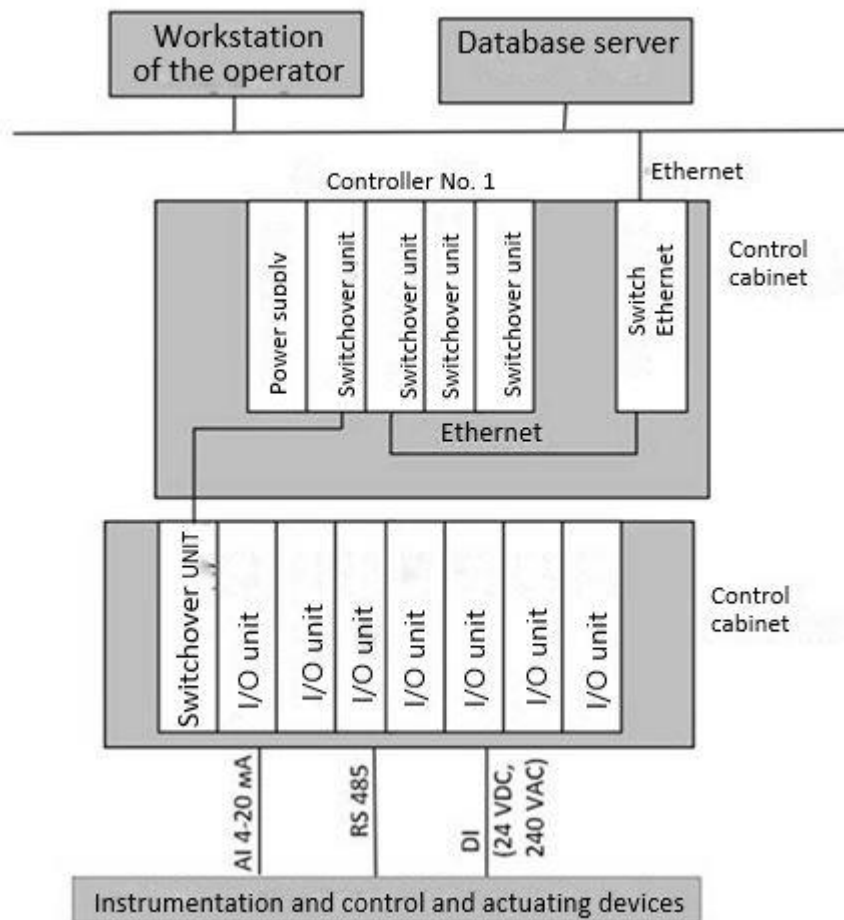 Workstation
of the operator
Database server
Ethernet
Controller No. 1
Control
cabinet
Power supply
Switchover unit
Switchover unit
Switchover unit
Switchover unit
Switch
Ethernet
Ethernet
Switchover UNIT
I/O unit
I/O unit
I/O unit
I/O unit
I/O unit
I/O unit
I/O unit
Control
cabinet
AI 4-20 мА
RS 485
DI
(24 VDC,
240 VAC)
Instrumentation and control and actuating devices